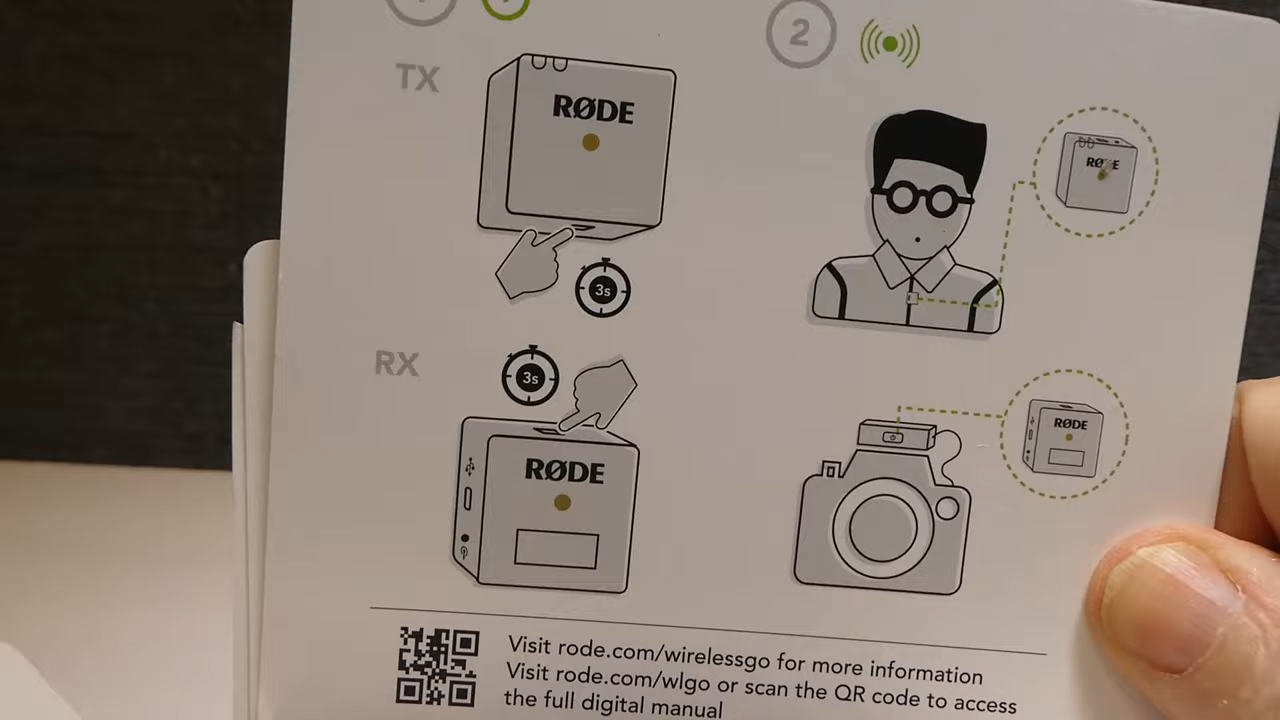 2
TX
RØDE
RØDE
3s
RX
3s
RØDE
RØDE
Visit rode.com/wirelessgo for more information
Visit rode.com/wlgo or scan the QR code to access
the full digital manual